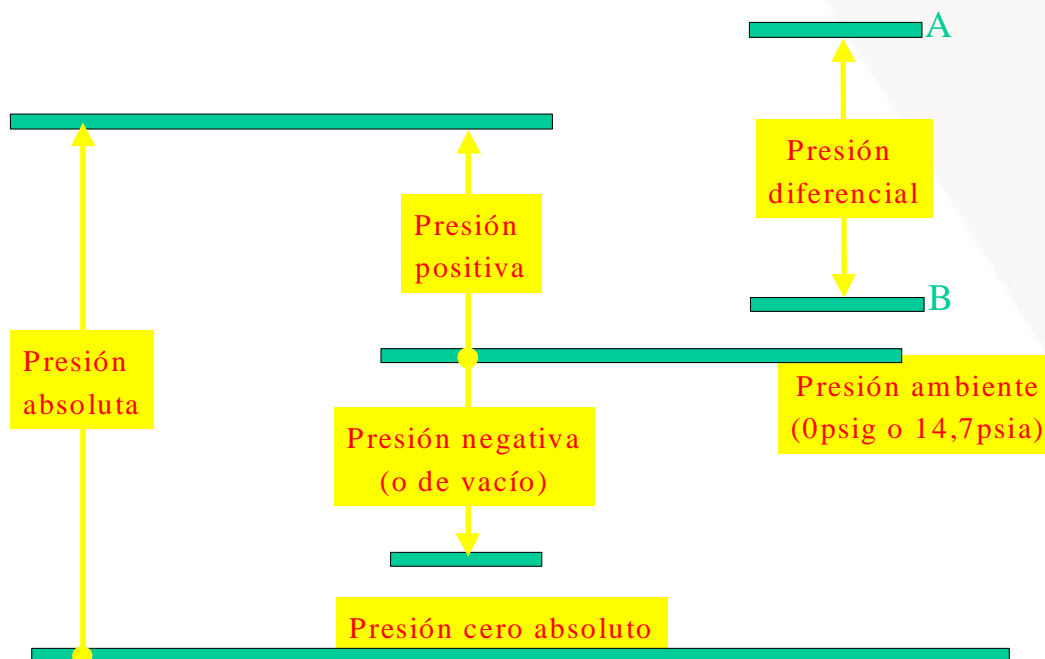 A
Presión
diferencial
B
Presión
positiva
Presión
absoluta
Presión ambiente
(0psig o 14,7psia)
Presión negativa
(o de vacío)
Presión cero absoluto